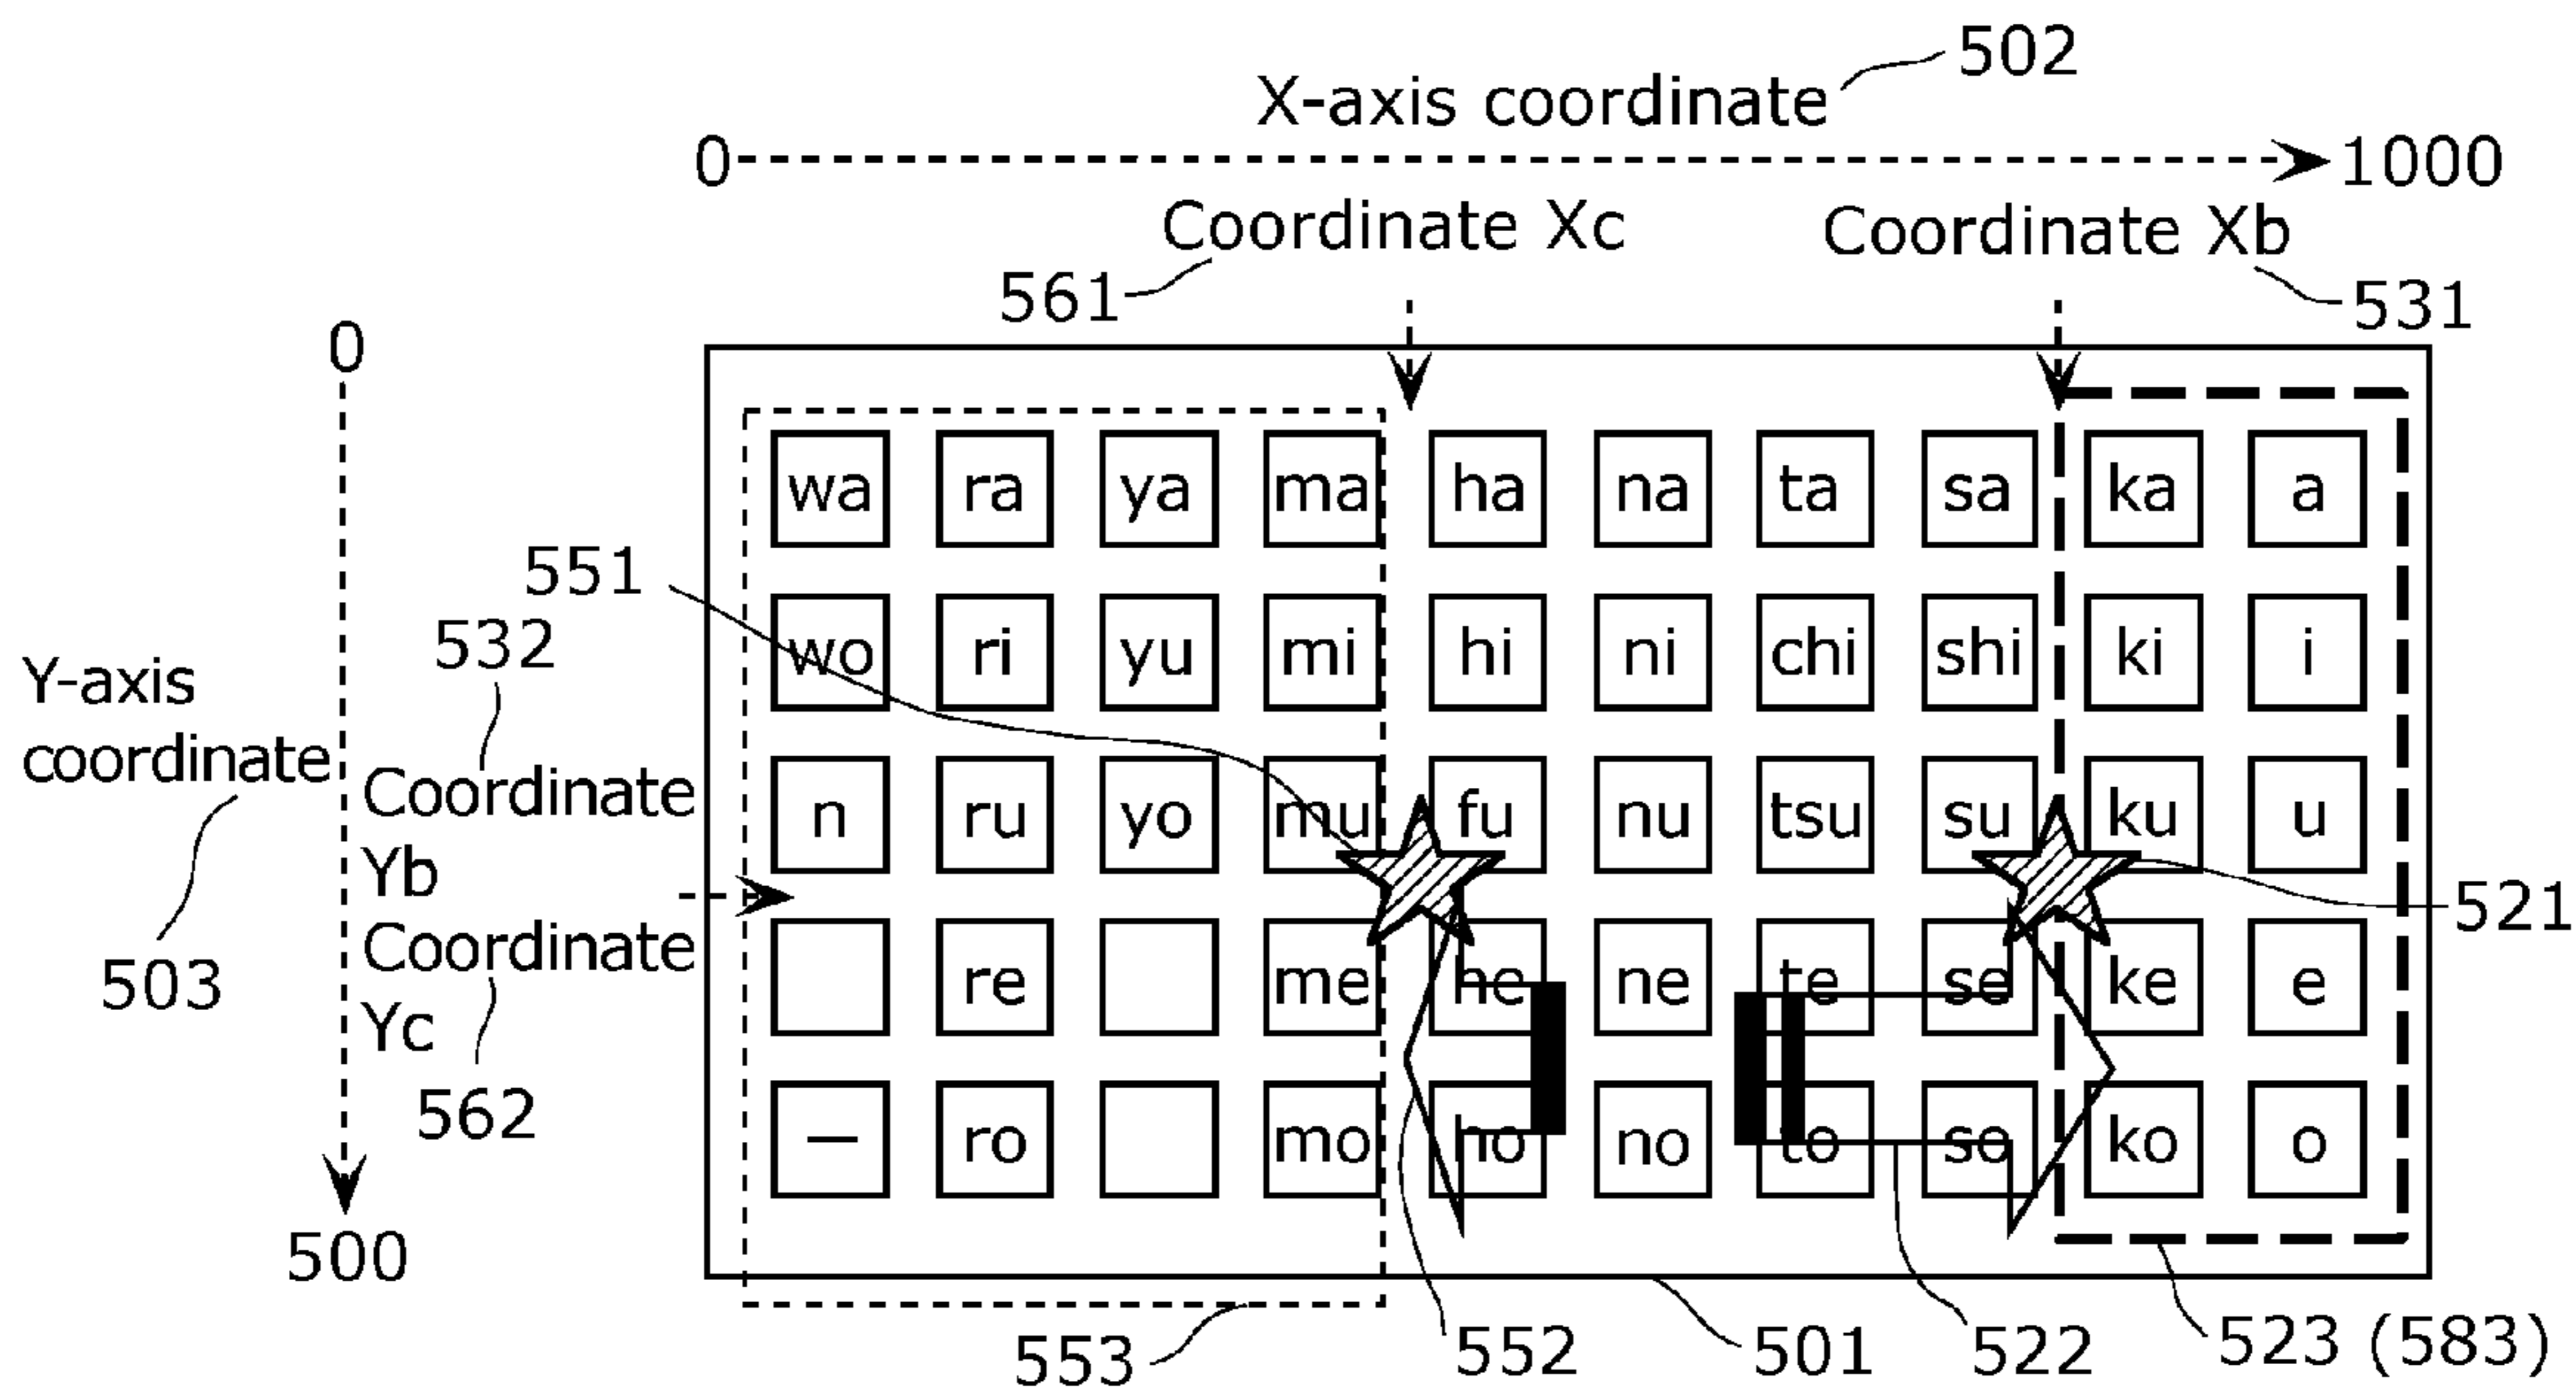 502
X-axis coordinate
0 1000
Coordinate Xc Coordinate Xb
561 531
0
wa ra ya ma ha na ta sa ka a
551
532
wo ri yu mi hi ni chi shi ki i
Y-axis
coordinate
Coordinate
Yb
n ru yo mu fu nu tsu su ku u
521
Coordinate
Yc
503
re me he ne te se ke e
562
— ro mo ho no to so ko o
500
553 552 501 522 523 (583)